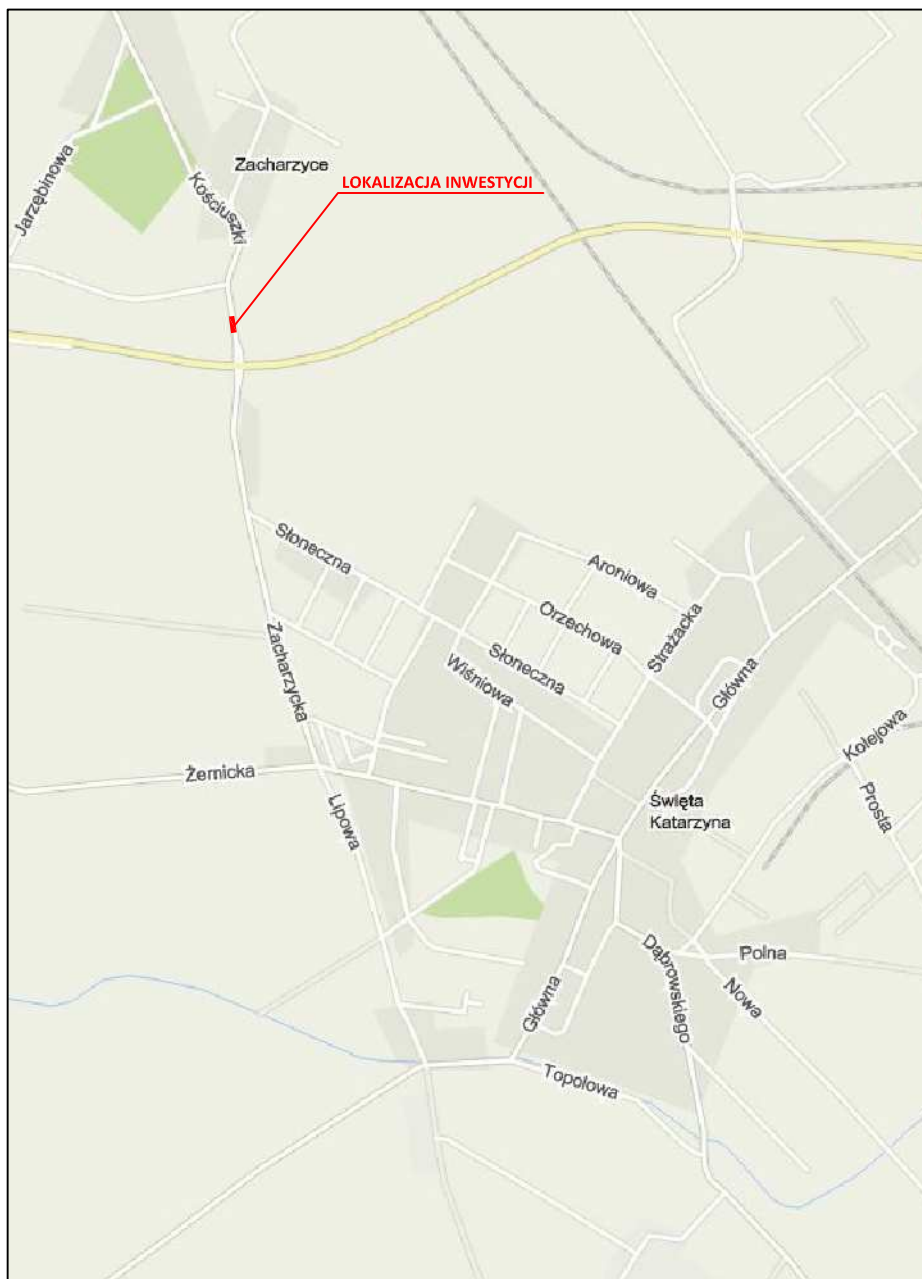 Zacharzyce
LOKALIZACJA INWESTYCJI
Jarzębinowa
Kościuszki
Słoneczna
Aroniowa
Orzechowa
Strażacka
Zacharzycka
Słoneczna
Wiśniowa
Główna
Kolejowa
Żernicka
Lipowa
Święta
Katarzyna
Prosta
Polna
Dąbrowskiego
Nowa
Główna
Topolowa